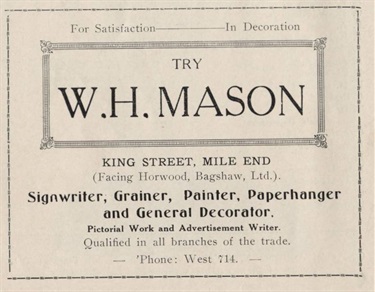 For Satisfaction————In Decoration
TRY
W.H. MASON
KING STREET, MILE END
(Facing Horwood, Bagshaw, Ltd.).
Signwriter, Grainer, Painter, Paperhanger
and General Decorator.
Pictorial Work and Advertisement Writer.
Qualified in all branches of the trade.
— 'Phone: West 714. —